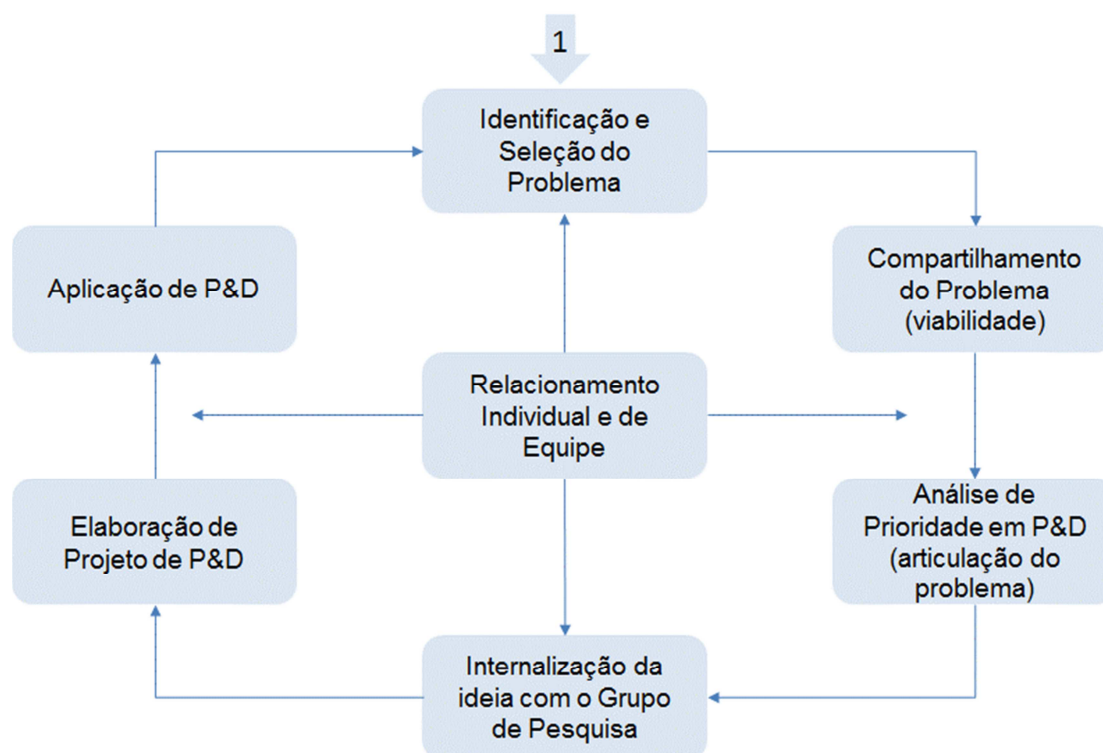 1
Identificação e
Seleção do
Problema
Compartilhamento
do Problema
(viabilidade)
Análise de
Prioridade em P&D
(articulação do
problema)
Internalização da
ideia com o Grupo
de Pesquisa
Elaboração de
Projeto de P&D
Aplicação de P&D
Relacionamento
Individual e de
Equipe